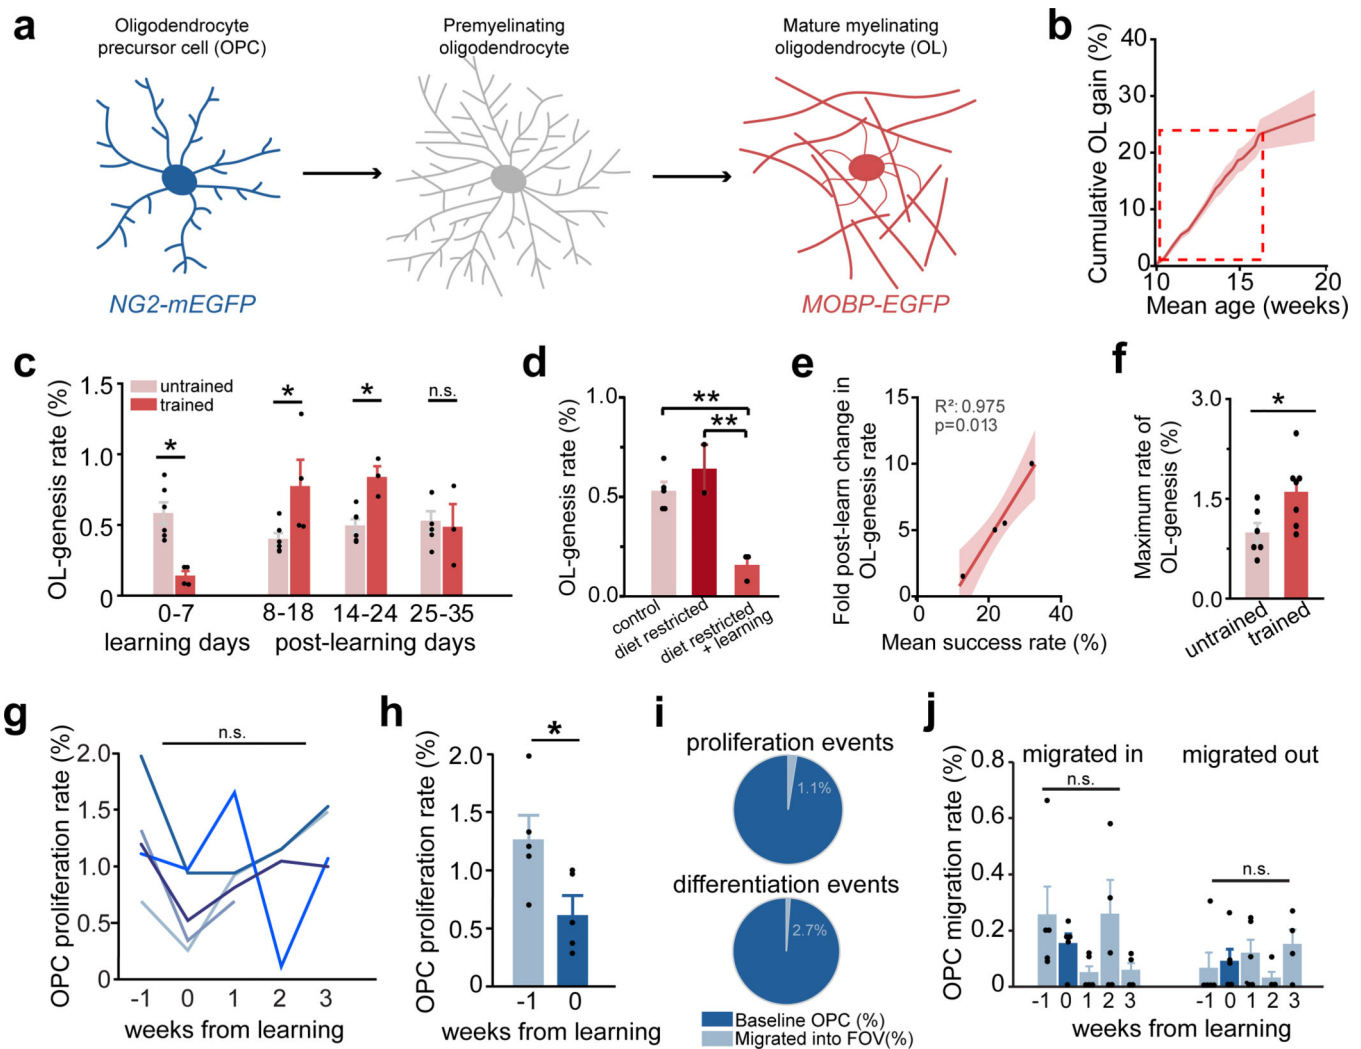 a
Oligodendrocyte
precursor cell (OPC)
Premyelinating
oligodendrocyte
Mature myelinating
oligodendrocyte (OL)
NG2-mEGFP
MOBP-EGFP
b
Cumulative OL gain (%)
40
30
20
10
0
10
15
20
Mean age (weeks)
c
OL-genesis rate (%)
1.5
1.0
0.5
0
untrained
trained
*
*
*
n.s.
0-7
8-18
14-24
25-35
learning days
post-learning days
d
OL-genesis rate (%)
1.0
0.5
0.0
**
**
control
diet restricted
diet restricted
+ learning
e
Fold post-learn change in
OL-genesis rate
15
10
5
0
R²: 0.975
p=0.013
0
20
40
Mean success rate (%)
f
Maximum rate of
OL-genesis (%)
3.0
1.5
0.0
*
untrained
trained
g
OPC proliferation rate (%)
2.0
1.5
1.0
0.5
0
n.s.
-1
0
1
2
3
weeks from learning
h
OPC proliferation rate (%)
2.0
1.5
1.0
0.5
0
*
-1
0
weeks from learning
i
proliferation events
1.1%
differentiation events
2.7%
Baseline OPC (%)
Migrated into FOV(%)
j
OPC migration rate (%)
0.8
0.6
0.4
0.2
0
migrated in
migrated out
n.s.
n.s.
-1 0 1 2 3
-1 0 1 2 3
weeks from learning